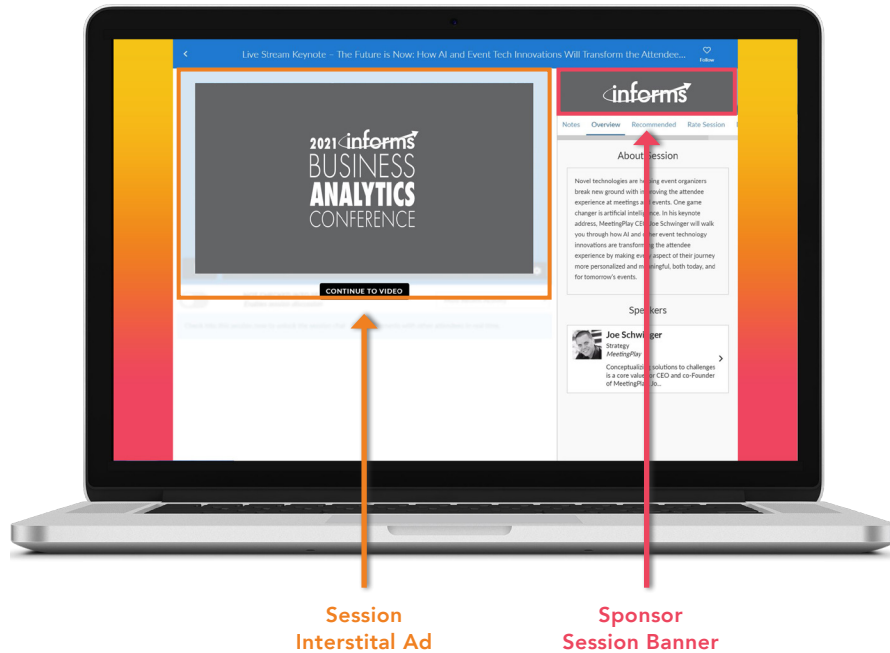 Live Stream Keynote – The Future is Now: How AI and Event Tech Innovations Will Transform the Attendee...
Follow
2021 informs
BUSINESS
ANALYTICS
CONFERENCE
CONTINUE TO VIDEO
informs
Notes Overview Recommended Rate Session
About Session
Novel technologies are helping event organizers
break new ground with improving the attendee
experience at meetings and events. One game
changer is artificial intelligence. In his keynote
address, MeetingPlay CEO Joe Schwinger will walk
you through how AI and other event technology
innovations are transforming the attendee
experience by making every aspect of their journey
more personalized and meaningful, both today, and
for tomorrow's events.
Speakers
Joe Schwinger
Strategy
MeetingPlay
Conceptualizing solutions to challenges
is a core value for CEO and co-Founder
of MeetingPlay Jo...
Session
Interstital Ad
Sponsor
Session Banner